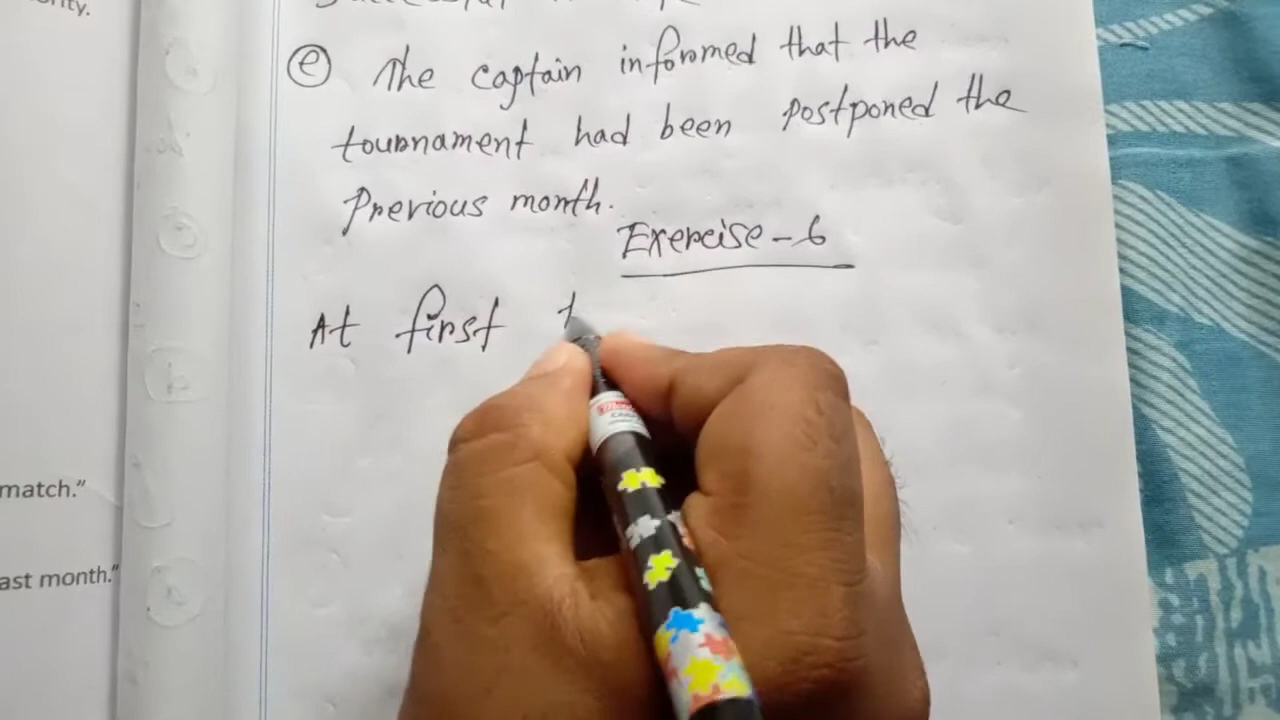 ority.
ⓔ The captain informed that the
tournament had been postponed the
Previous month.
Exercise - 6
At first t
match."
ast month."